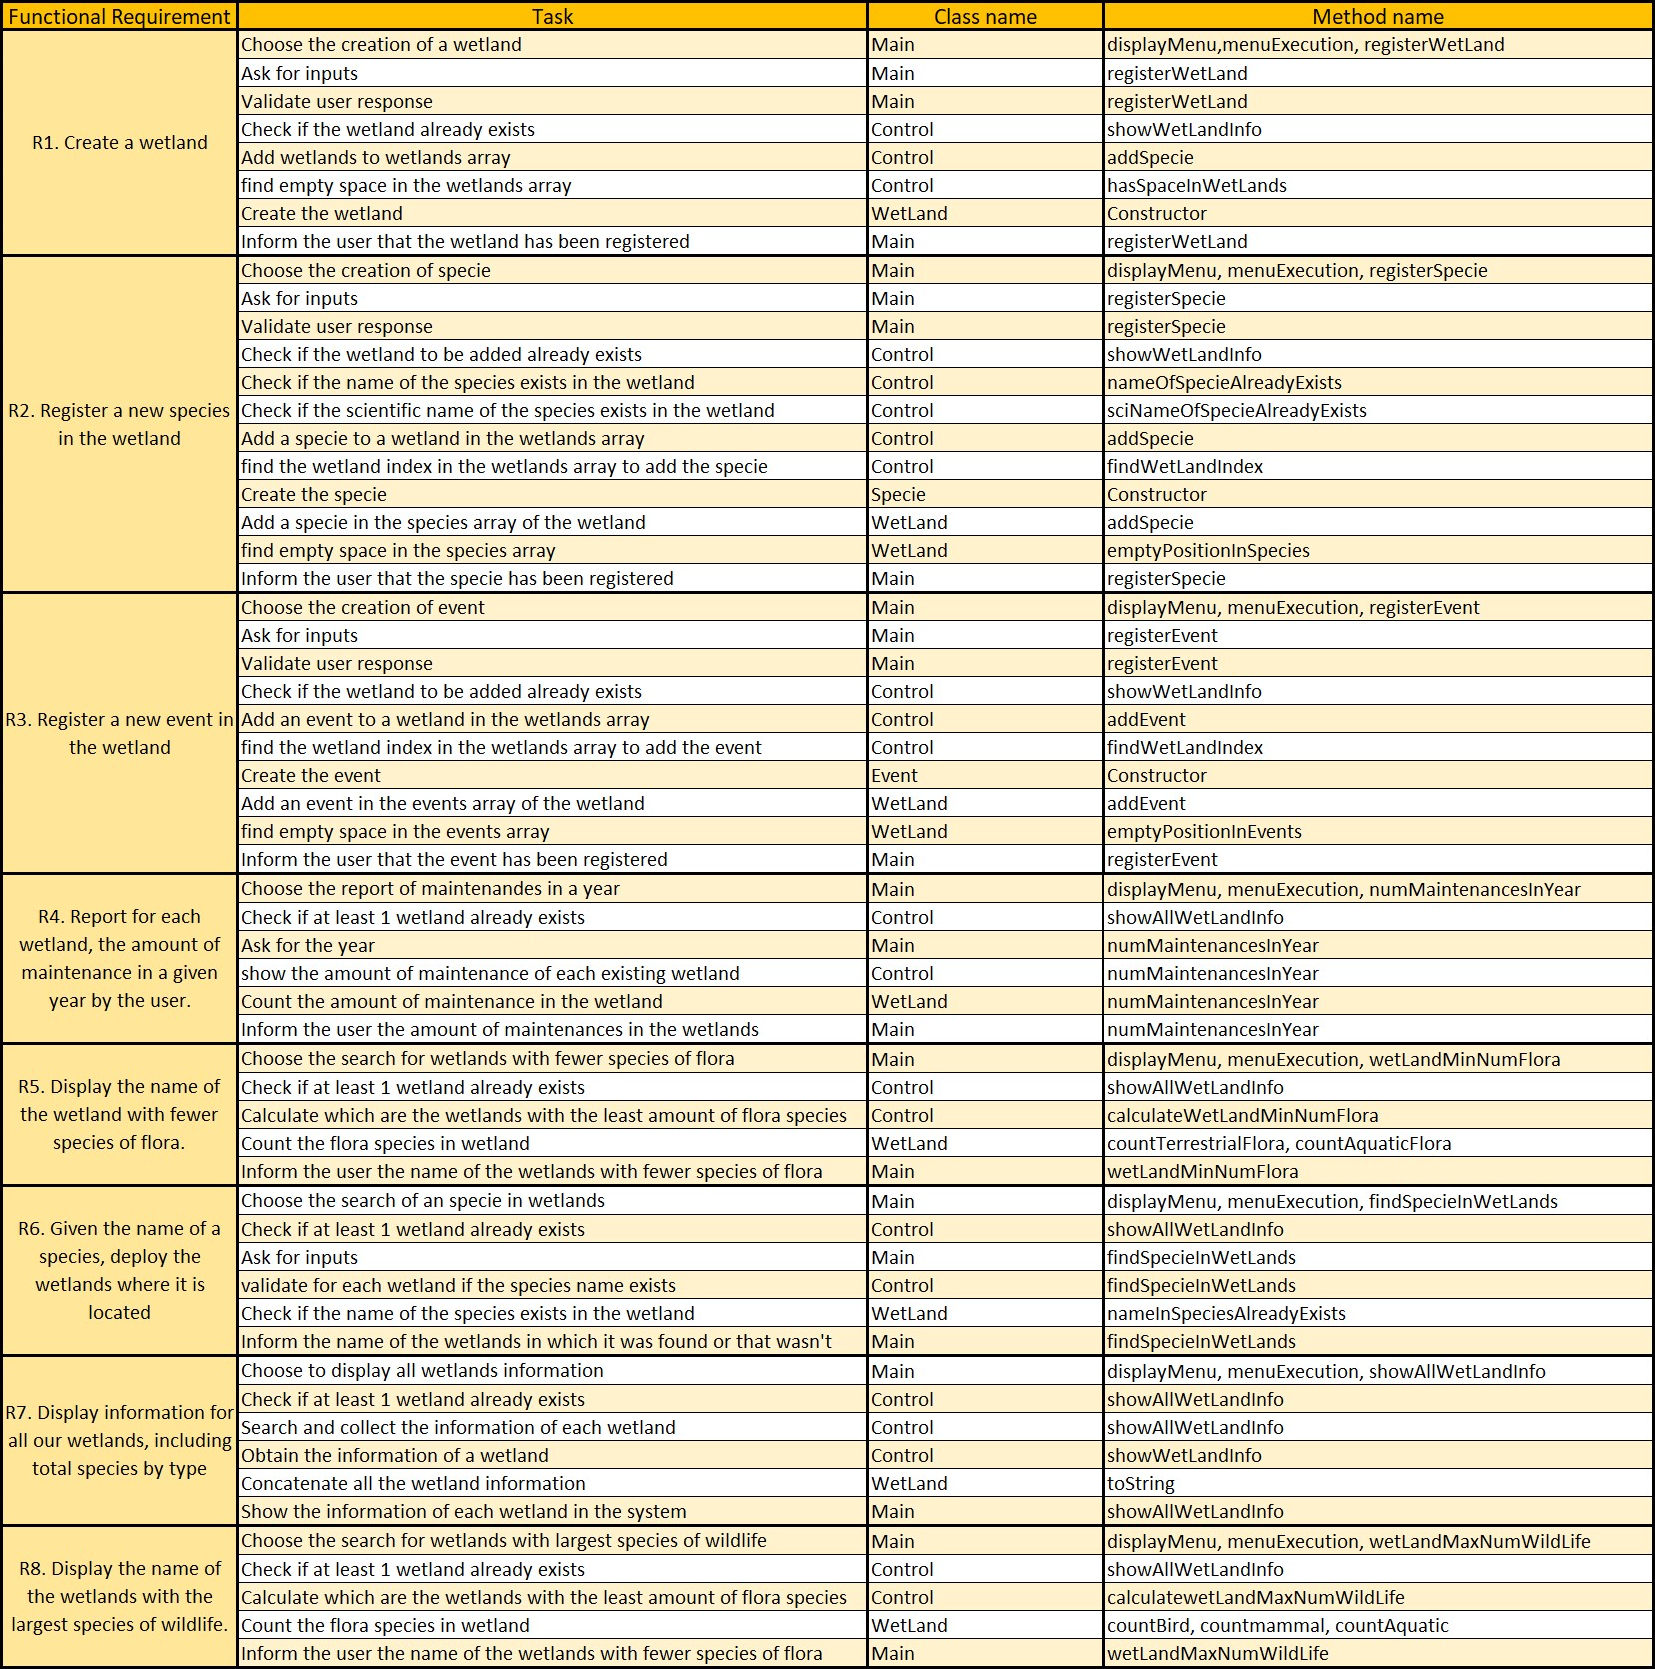 Functional Requirement Task Class name Method name
R1. Create a wetland
Choose the creation of a wetland Main displayMenu,menuExecution, registerWetLand
Ask for inputs Main registerWetLand
Validate user response Main registerWetLand
Check if the wetland already exists Control showWetLandInfo
Add wetlands to wetlands array Control addSpecie
find empty space in the wetlands array Control hasSpaceInWetLands
Create the wetland WetLand Constructor
Inform the user that the wetland has been registered Main registerWetLand
R2. Register a new species
in the wetland
Choose the creation of specie Main displayMenu, menuExecution, registerSpecie
Ask for inputs Main registerSpecie
Validate user response Main registerSpecie
Check if the wetland to be added already exists Control showWetLandInfo
Check if the name of the species exists in the wetland Control nameOfSpecieAlreadyExists
Check if the scientific name of the species exists in the wetland Control sciNameOfSpecieAlreadyExists
Add a specie to a wetland in the wetlands array Control addSpecie
find the wetland index in the wetlands array to add the specie Control findWetLandIndex
Create the specie Specie Constructor
Add a specie in the species array of the wetland WetLand addSpecie
find empty space in the species array WetLand emptyPositionInSpecies
Inform the user that the specie has been registered Main registerSpecie
R3. Register a new event in
the wetland
Choose the creation of event Main displayMenu, menuExecution, registerEvent
Ask for inputs Main registerEvent
Validate user response Main registerEvent
Check if the wetland to be added already exists Control showWetLandInfo
Add an event to a wetland in the wetlands array Control addEvent
find the wetland index in the wetlands array to add the event Control findWetLandIndex
Create the event Event Constructor
Add an event in the events array of the wetland WetLand addEvent
find empty space in the events array WetLand emptyPositionInEvents
Inform the user that the event has been registered Main registerEvent
R4. Report for each
wetland, the amount of
maintenance in a given
year by the user.
Choose the report of maintenandes in a year Main displayMenu, menuExecution, numMaintenancesInYear
Check if at least 1 wetland already exists Control showAllWetLandInfo
Ask for the year Main numMaintenancesInYear
show the amount of maintenance of each existing wetland Control numMaintenancesInYear
Count the amount of maintenance in the wetland WetLand numMaintenancesInYear
Inform the user the amount of maintenances in the wetlands Main numMaintenancesInYear
R5. Display the name of
the wetland with fewer
species of flora.
Choose the search for wetlands with fewer species of flora Main displayMenu, menuExecution, wetLandMinNumFlora
Check if at least 1 wetland already exists Control showAllWetLandInfo
Calculate which are the wetlands with the least amount of flora species Control calculateWetLandMinNumFlora
Count the flora species in wetland WetLand countTerrestrialFlora, countAquaticFlora
Inform the user the name of the wetlands with fewer species of flora Main wetLandMinNumFlora
R6. Given the name of a
species, deploy the
wetlands where it is
located
Choose the search of an specie in wetlands Main displayMenu, menuExecution, findSpecieInWetLands
Check if at least 1 wetland already exists Control showAllWetLandInfo
Ask for inputs Main findSpecieInWetLands
validate for each wetland if the species name exists Control findSpecieInWetLands
Check if the name of the species exists in the wetland WetLand nameInSpeciesAlreadyExists
Inform the name of the wetlands in which it was found or that wasn't Main findSpecieInWetLands
R7. Display information for
all our wetlands, including
total species by type
Choose to display all wetlands information Main displayMenu, menuExecution, showAllWetLandInfo
Check if at least 1 wetland already exists Control showAllWetLandInfo
Search and collect the information of each wetland Control showAllWetLandInfo
Obtain the information of a wetland Control showWetLandInfo
Concatenate all the wetland information WetLand toString
Show the information of each wetland in the system Main showAllWetLandInfo
R8. Display the name of
the wetlands with the
largest species of wildlife.
Choose the search for wetlands with largest species of wildlife Main displayMenu, menuExecution, wetLandMaxNumWildLife
Check if at least 1 wetland already exists Control showAllWetLandInfo
Calculate which are the wetlands with the least amount of flora species Control calculatewetLandMaxNumWildLife
Count the flora species in wetland WetLand countBird, countmammal, countAquatic
Inform the user the name of the wetlands with fewer species of flora Main wetLandMaxNumWildLife